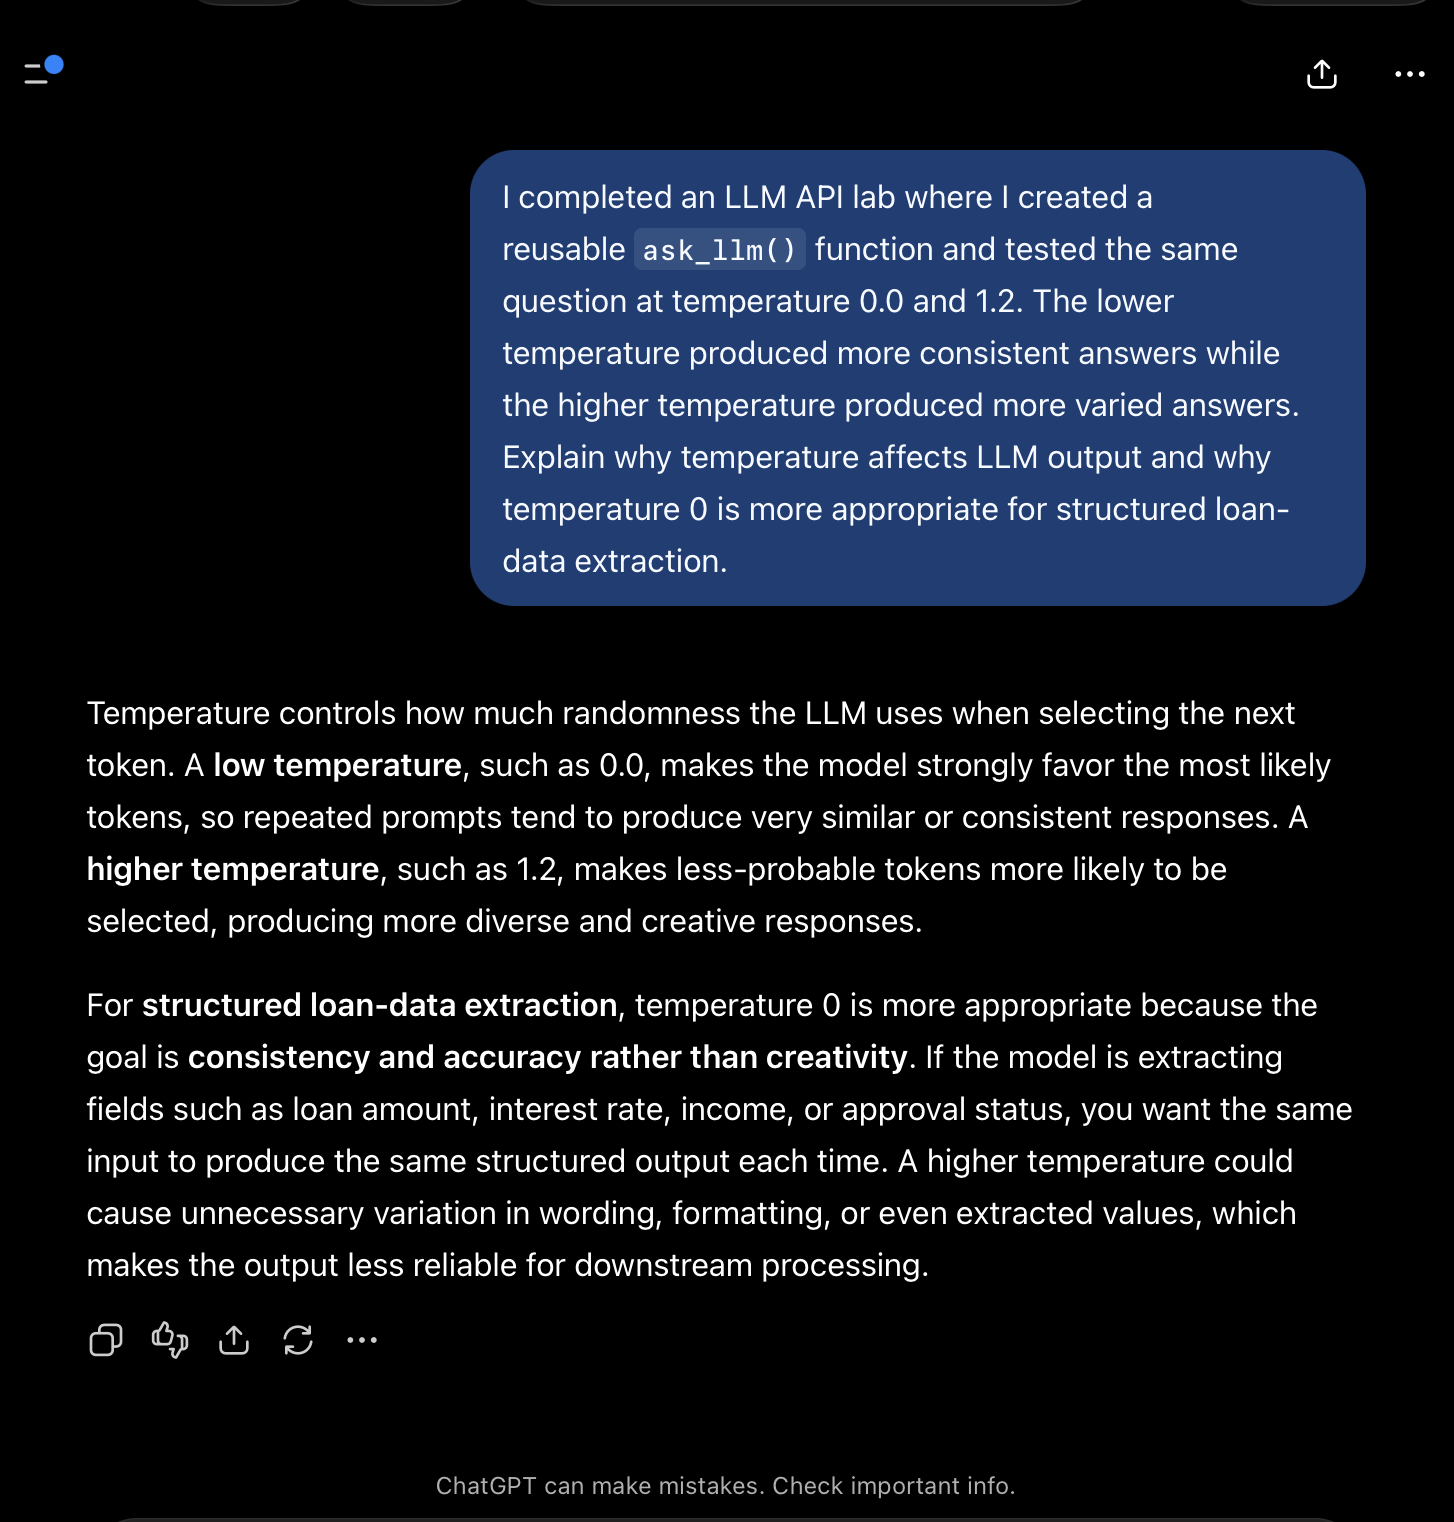 I completed an LLM API lab where I created a
reusable ask_llm() function and tested the same
question at temperature 0.0 and 1.2. The lower
temperature produced more consistent answers while
the higher temperature produced more varied answers.
Explain why temperature affects LLM output and why
temperature 0 is more appropriate for structured loan-
data extraction.
Temperature controls how much randomness the LLM uses when selecting the next
token. A low temperature, such as 0.0, makes the model strongly favor the most likely
tokens, so repeated prompts tend to produce very similar or consistent responses. A
higher temperature, such as 1.2, makes less-probable tokens more likely to be
selected, producing more diverse and creative responses.
For structured loan-data extraction, temperature 0 is more appropriate because the
goal is consistency and accuracy rather than creativity. If the model is extracting
fields such as loan amount, interest rate, income, or approval status, you want the same
input to produce the same structured output each time. A higher temperature could
cause unnecessary variation in wording, formatting, or even extracted values, which
makes the output less reliable for downstream processing.
ChatGPT can make mistakes. Check important info.